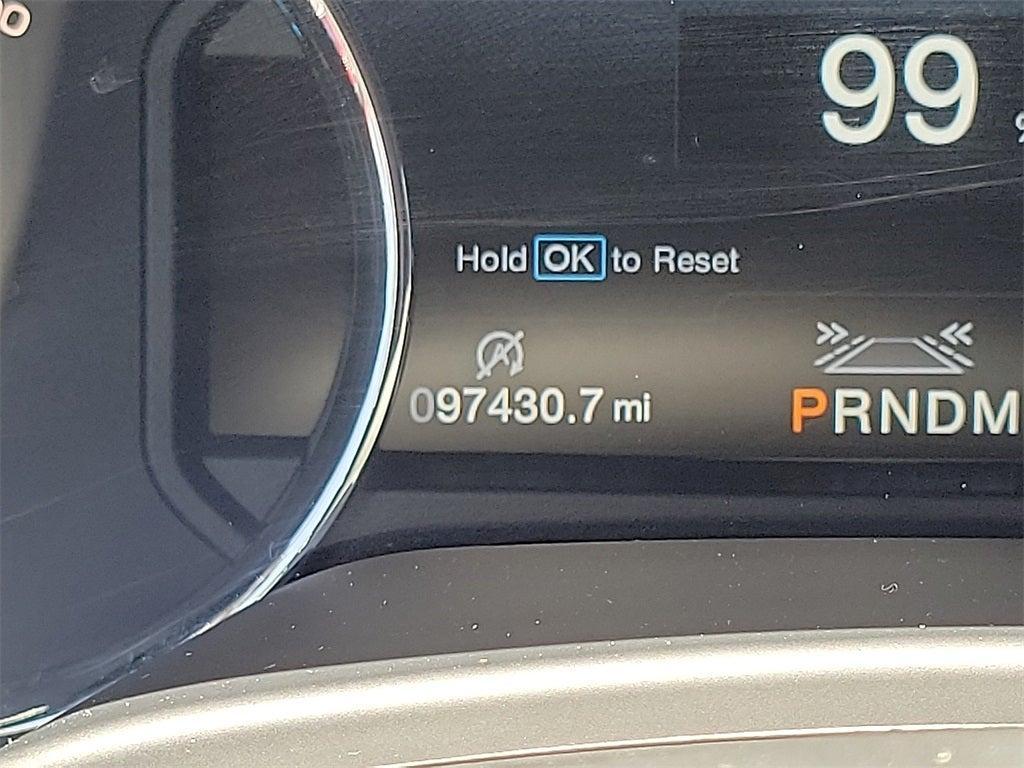 99
Hold OK to Reset
097430.7 mi
PRNDM